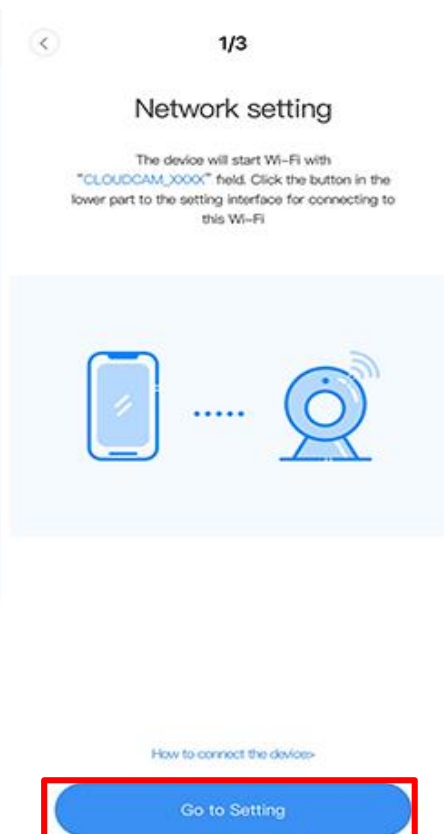 1/3
Network setting
The device will start Wi-Fi with
"CLOUDCAM_XXXX" field. Click the button in the
lower part to the setting interface for connecting to
this Wi-Fi
How to connect the device>
Go to Setting